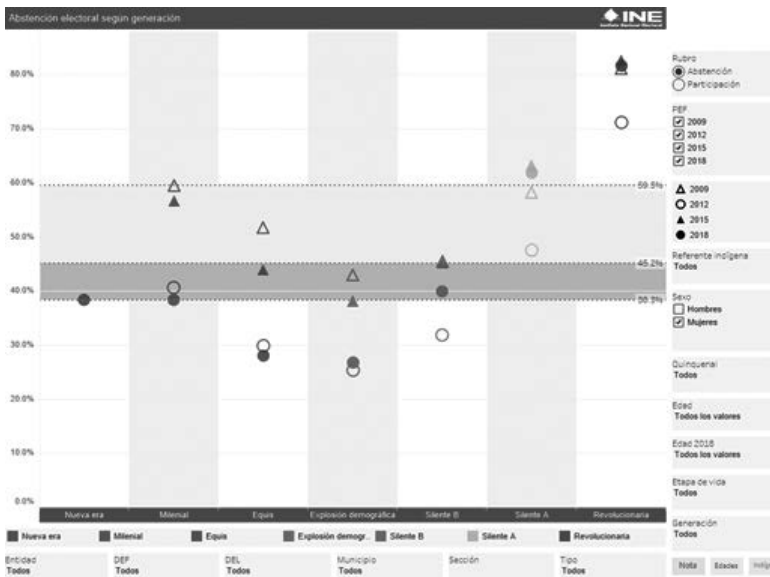 Abstención electoral según generación
INE
Instituto Nacional Electoral
80.0%
70.0%
60.0%
50.0%
40.0%
30.0%
20.0%
10.0%
0.0%
59.5%
45.2%
38.3%
Nueva era Milenial Equis Explosión demográfica Silente B Silente A Revolucionaria
Nueva era Milenial Equis Explosión demogr.. Silente B Silente A Revolucionaria
Entidad DEF DEL Municipio Sección Tipo
Todos Todos Todos Todos Todos
Rubro
Abstención
Participación
PEF
2009
2012
2015
2018
2009
2012
2015
2018
Referente indígena
Todos
Sexo
Hombres
Mujeres
Quinquenal
Todos
Edad
Todos los valores
Edad 2018
Todos los valores
Etapa de vida
Todos
Generación
Todos
Nota Edades